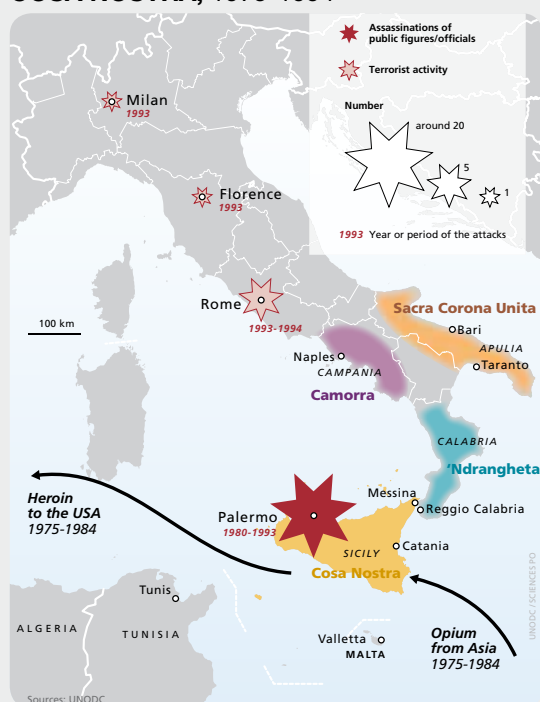 Assassinations of
public figures/officials
Terrorist activity
Number
around 20
5
1
1993 Year or period of the attacks
Milan
1993
Florence
1993
Rome
1993-1994
100 km
Sacra Corona Unita
Bari
APULIA
Taranto
Naples
CAMPANIA
Camorra
CALABRIA
'Ndrangheta
Messina
Reggio Calabria
Heroin
to the USA
1975-1984
Palermo
1980-1993
SICILY
Catania
Cosa Nostra
Tunis
ALGERIA
TUNISIA
Valletta
MALTA
Opium
from Asia
1975-1984
UNODC / SCIENCES PO
Sources: UNODC